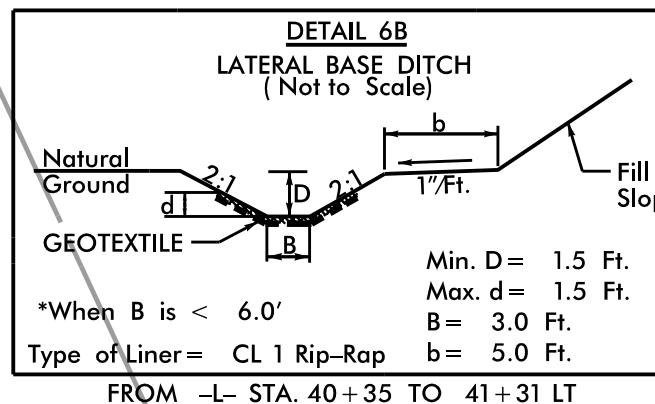 DETAIL 6B
LATERAL BASE DITCH
( Not to Scale)
b
Natural
Ground
2:1
D
2:1
1"/Ft.
Fill
Slop
d
GEOTEXTILE
B
Min. D = 1.5 Ft.
Max. d = 1.5 Ft.
*When B is < 6.0'
B = 3.0 Ft.
Type of Liner = CL 1 Rip-Rap
b = 5.0 Ft.
FROM -L- STA. 40+35 TO 41+31 LT